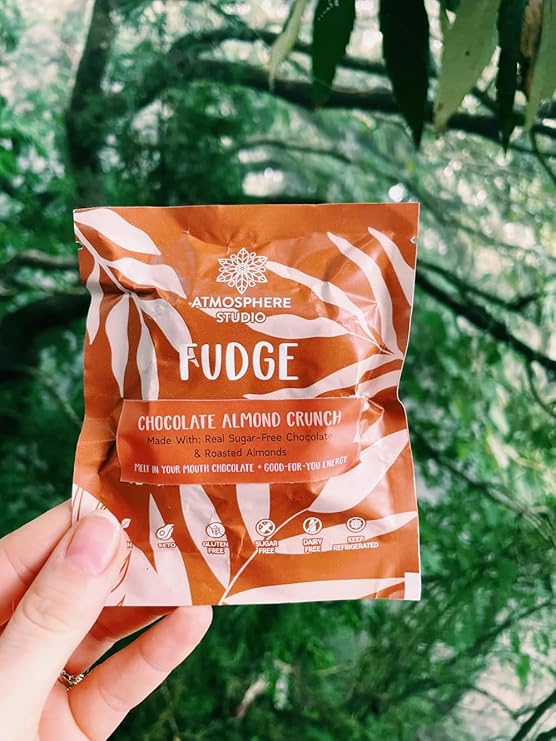 ATMOSPHERE
STUDIO
FUDGE
CHOCOLATE ALMOND CRUNCH
Made With: Real Sugar-Free Chocolate
& Roasted Almonds
MELT IN YOUR MOUTH CHOCOLATE + GOOD-FOR-YOU ENERGY
KETO
GLUTEN
FREE
SUGAR
FREE
DAIRY
FREE
KEEP
REFRIGERATED